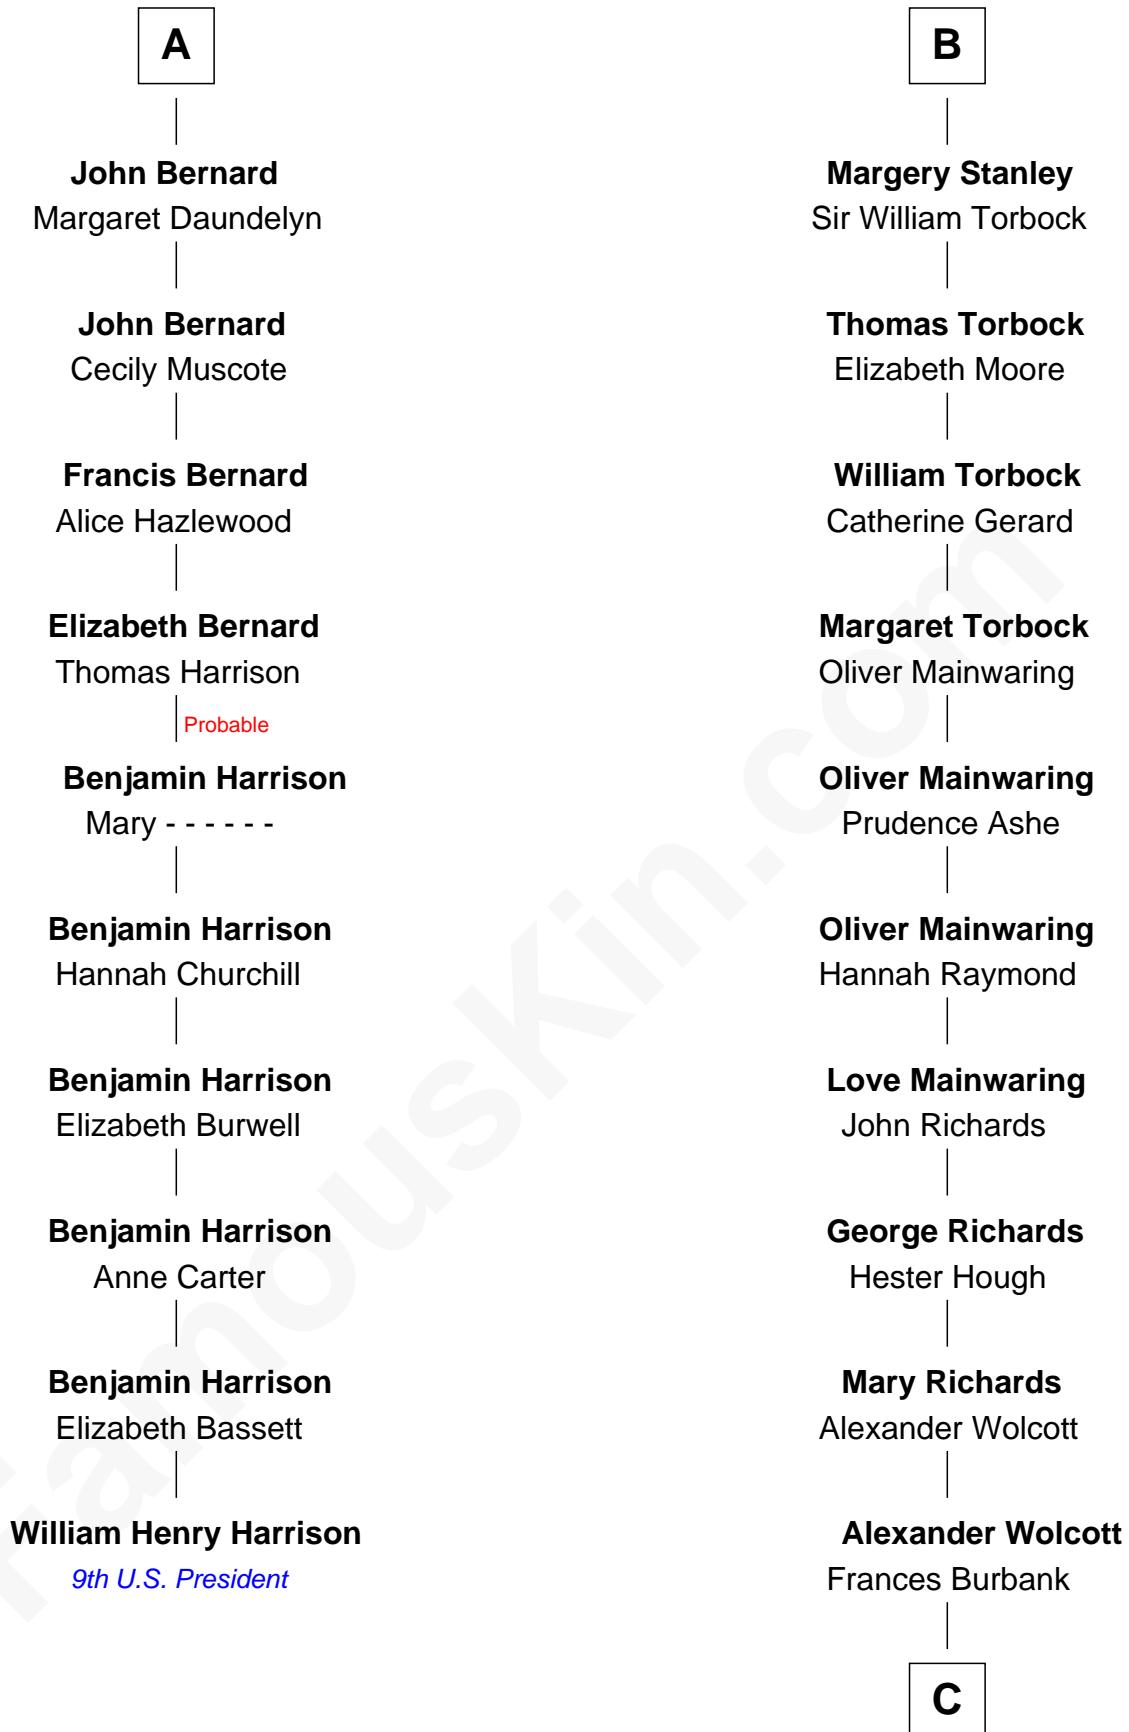 A
John Bernard
Margaret Daundelyn
John Bernard
Cecily Muscote
Francis Bernard
Alice Hazlewood
Elizabeth Bernard
Thomas Harrison
Probable
Benjamin Harrison
Mary - - - - - -
Benjamin Harrison
Hannah Churchill
Benjamin Harrison
Elizabeth Burwell
Benjamin Harrison
Anne Carter
Benjamin Harrison
Elizabeth Bassett
William Henry Harrison
9th U.S. President
B
Margery Stanley
Sir William Torbock
Thomas Torbock
Elizabeth Moore
William Torbock
Catherine Gerard
Margaret Torbock
Oliver Mainwaring
Oliver Mainwaring
Prudence Ashe
Oliver Mainwaring
Hannah Raymond
Love Mainwaring
John Richards
George Richards
Hester Hough
Mary Richards
Alexander Wolcott
Alexander Wolcott
Frances Burbank
C
FamousKin.com